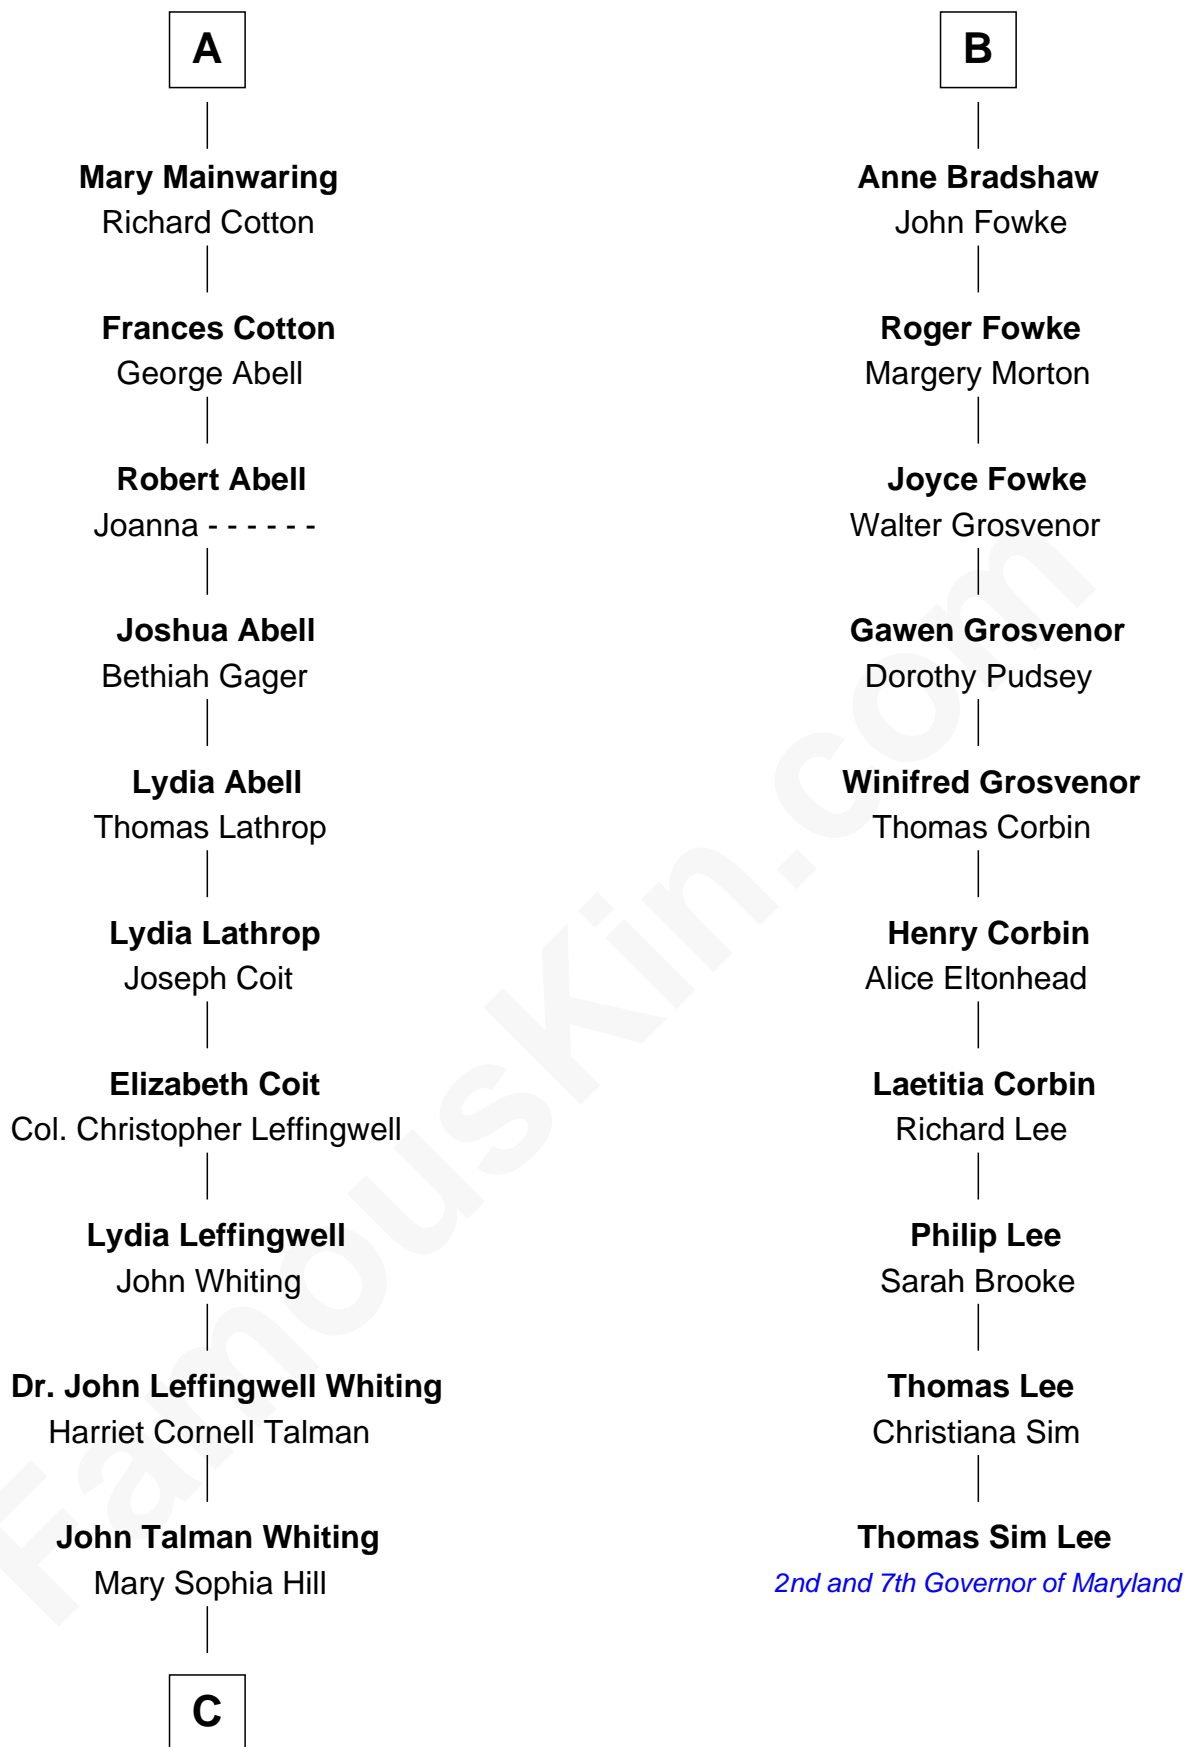 A
Mary Mainwaring
Richard Cotton
Frances Cotton
George Abell
Robert Abell
Joanna - - - - - -
Joshua Abell
Bethiah Gager
Lydia Abell
Thomas Lathrop
Lydia Lathrop
Joseph Coit
Elizabeth Coit
Col. Christopher Leffingwell
Lydia Leffingwell
John Whiting
Dr. John Leffingwell Whiting
Harriet Cornell Talman
John Talman Whiting
Mary Sophia Hill
C
B
Anne Bradshaw
John Fowke
Roger Fowke
Margery Morton
Joyce Fowke
Walter Grosvenor
Gawen Grosvenor
Dorothy Pudsey
Winifred Grosvenor
Thomas Corbin
Henry Corbin
Alice Eltonhead
Laetitia Corbin
Richard Lee
Philip Lee
Sarah Brooke
Thomas Lee
Christiana Sim
Thomas Sim Lee
2nd and 7th Governor of Maryland
FamousKin.com